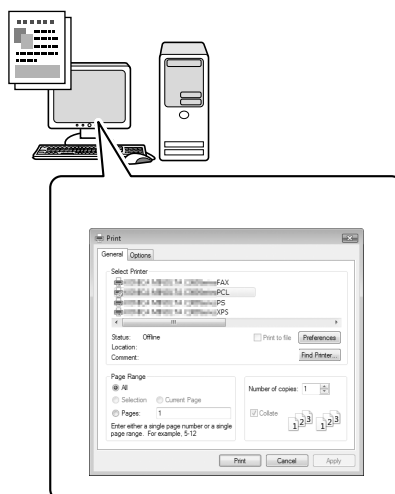 Print
General Options
Select Printer
FAX
PCL
PS
XPS
Status: Offline
Print to file Preferences
Location:
Comment:
Find Printer...
Page Range
All
Selection Current Page
Pages: 1
Enter either a single page number or a single
page range. For example, 5-12
Number of copies: 1
Collate
1 2 3 1 2 3
Print Cancel Apply